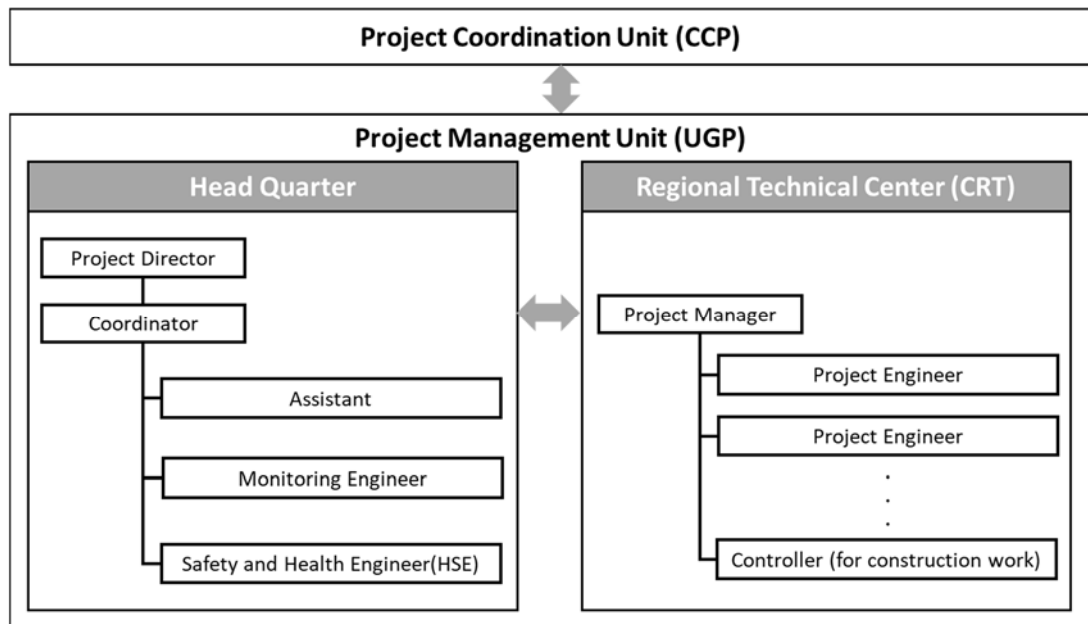 Project Coordination Unit (CCP)
Project Management Unit (UGP)
Head Quarter
Project Director
Coordinator
Assistant
Monitoring Engineer
Safety and Health Engineer(HSE)
Regional Technical Center (CRT)
Project Manager
Project Engineer
Project Engineer
.
.
.
Controller (for construction work)